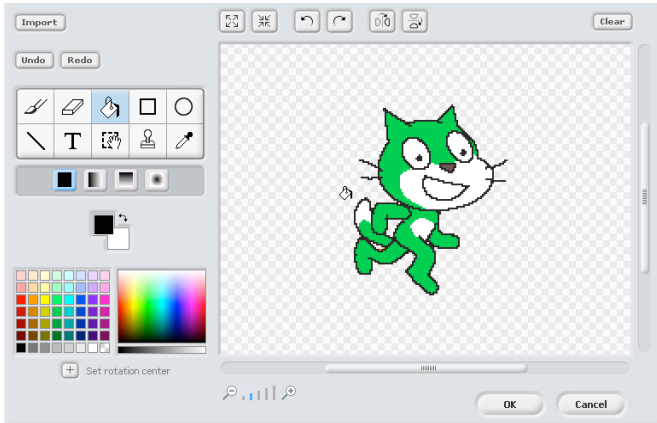 Import
Clear
Undo Redo
T
Set rotation center
OK Cancel